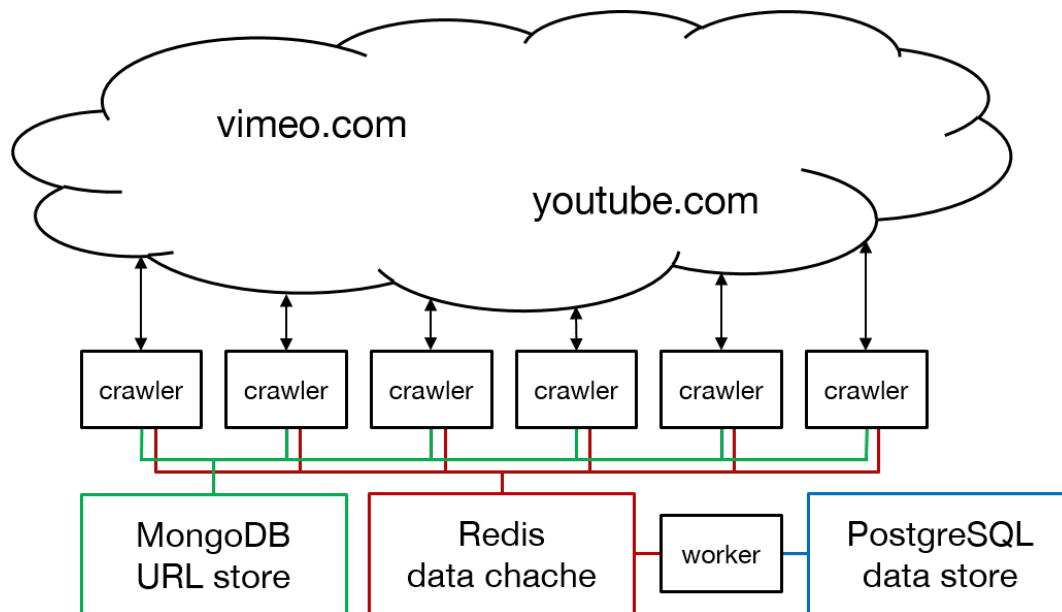 vimeo.com
youtube.com
crawler
crawler
crawler
crawler
crawler
crawler
MongoDB
URL store
Redis
data chache
worker
PostgreSQL
data store